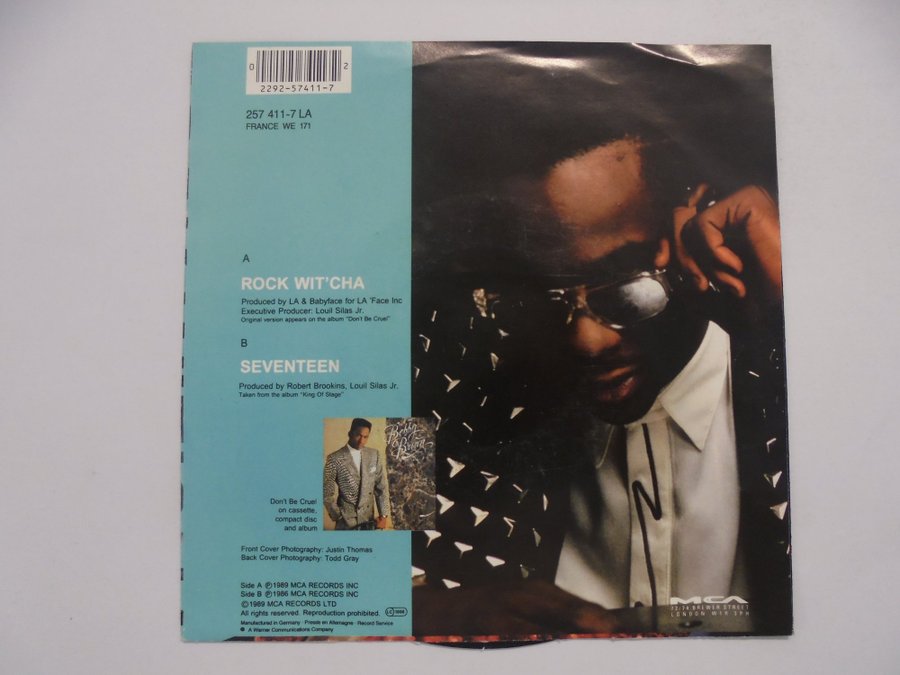 0 2
2292-57411-7
257 411-7 LA
FRANCE WE 171
A
ROCK WIT'CHA
Produced by LA & Babyface for LA 'Face Inc
Executive Producer: Louil Silas Jr.
Original version appears on the album "Don't Be Cruel"
B
SEVENTEEN
Produced by Robert Brookins, Louil Silas Jr.
Taken from the album "King Of Stage"
Bobby
Brown
Don't Be Cruel
on cassette,
compact disc
and album
Front Cover Photography: Justin Thomas
Back Cover Photography: Todd Gray
Side A Ⓟ1989 MCA RECORDS INC
Side B Ⓟ1986 MCA RECORDS INC
©1989 MCA RECORDS LTD
All rights reserved. Reproduction prohibited.
Manufactured in Germany · Pressé en Allemagne · Record Service
A Warner Communications Company
MCA
72/74 BREWER STREET
LONDON W1R 3PH